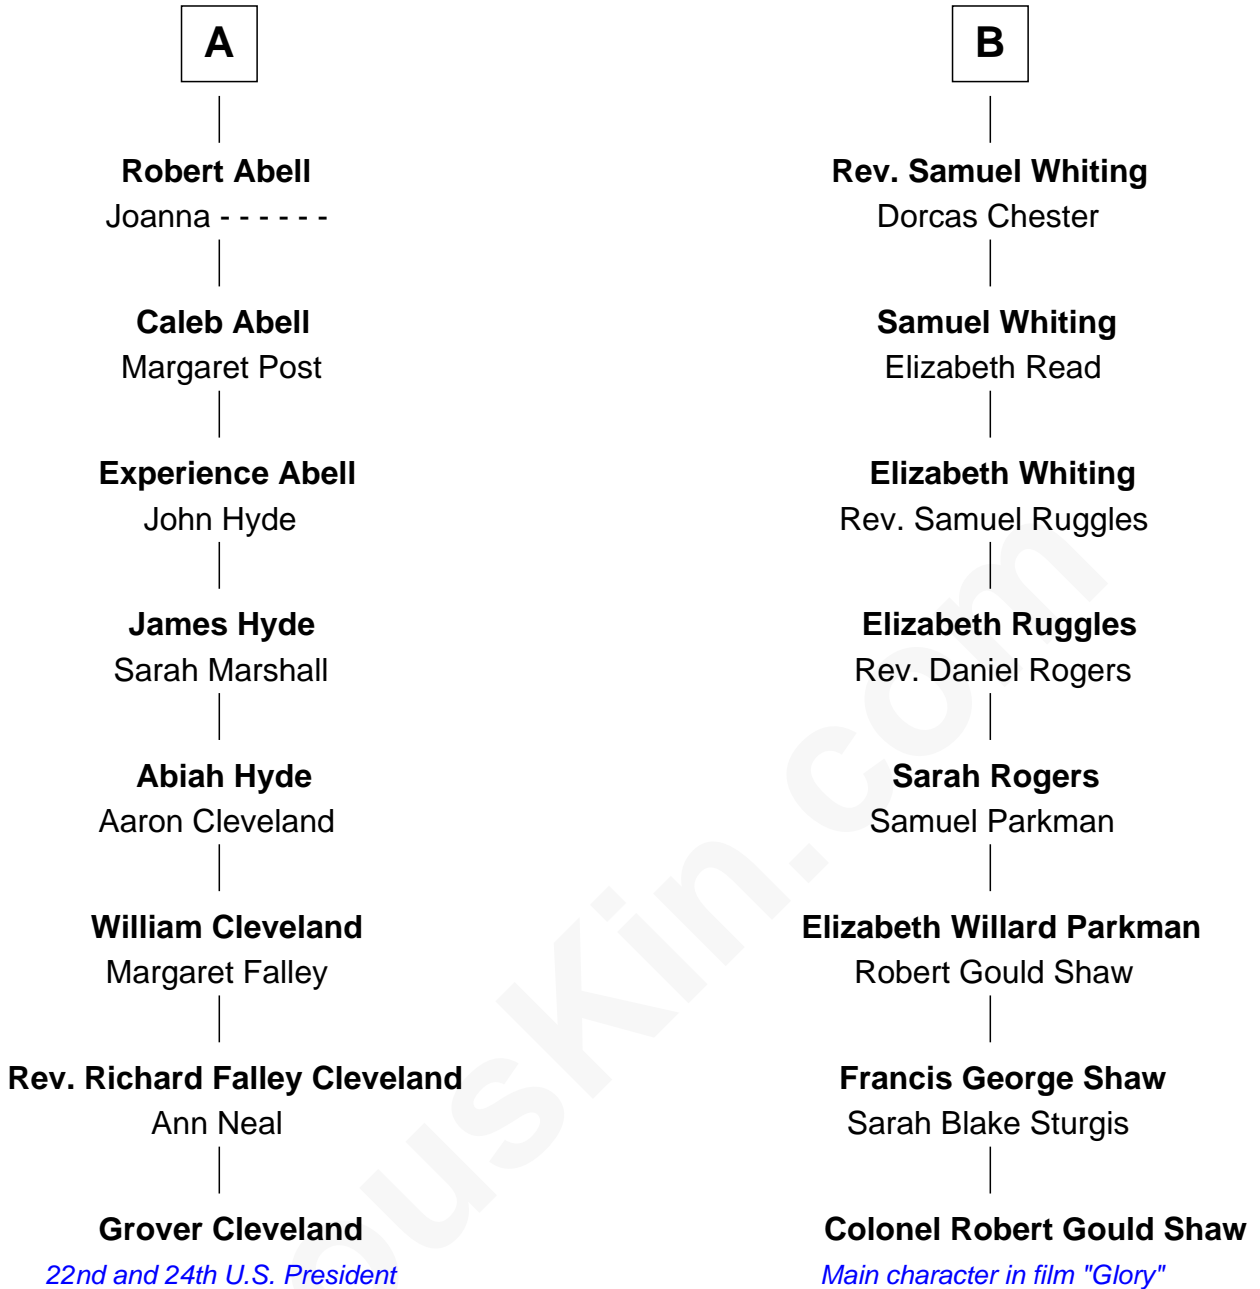 A
Robert Abell
Joanna - - - - - -
Caleb Abell
Margaret Post
Experience Abell
John Hyde
James Hyde
Sarah Marshall
Abiah Hyde
Aaron Cleveland
William Cleveland
Margaret Falley
Rev. Richard Falley Cleveland
Ann Neal
Grover Cleveland
22nd and 24th U.S. President
B
Rev. Samuel Whiting
Dorcas Chester
Samuel Whiting
Elizabeth Read
Elizabeth Whiting
Rev. Samuel Ruggles
Elizabeth Ruggles
Rev. Daniel Rogers
Sarah Rogers
Samuel Parkman
Elizabeth Willard Parkman
Robert Gould Shaw
Francis George Shaw
Sarah Blake Sturgis
Colonel Robert Gould Shaw
Main character in film "Glory"
ousKin.com